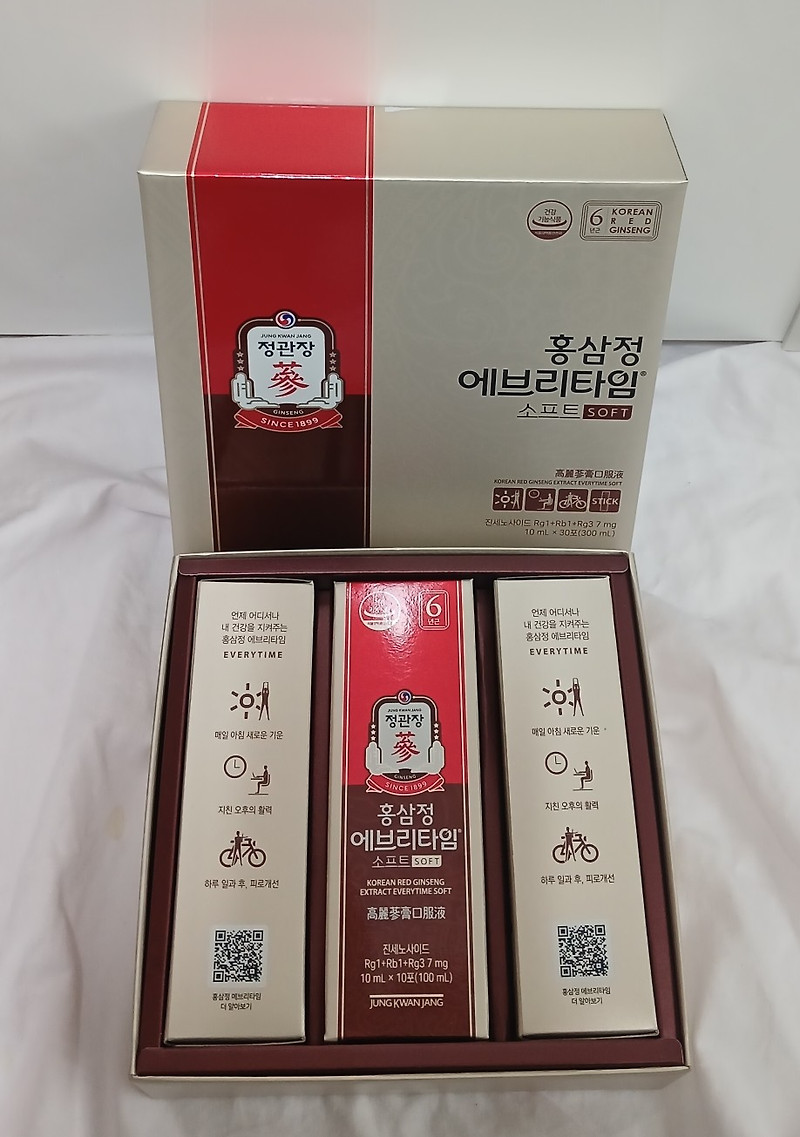 건강
기능식품
6
년근
KOREAN
RED
GINSENG
JUNG KWAN JANG
정관장
蔘
GINSENG
SINCE 1899
홍삼정
에브리타임®
소프트 SOFT
高麗蔘膏口服液
KOREAN RED GINSENG EXTRACT EVERYTIME SOFT
STICK
진세노사이드 Rg1+Rb1+Rg3 7 mg
10 mL × 30포(300 mL)
언제 어디서나
내 건강을 지켜주는
홍삼정 에브리타임
EVERYTIME
매일 아침 새로운 기운
지친 오후의 활력
하루 일과 후, 피로개선
홍삼정 에브리타임
더 알아보기
6
년근
JUNG KWAN JANG
정관장
蔘
GINSENG
SINCE 1899
홍삼정
에브리타임®
소프트 SOFT
KOREAN RED GINSENG
EXTRACT EVERYTIME SOFT
高麗蔘膏口服液
진세노사이드
Rg1+Rb1+Rg3 7 mg
10 mL × 10포(100 mL)
JUNG KWAN JANG
언제 어디서나
내 건강을 지켜주는
홍삼정 에브리타임
EVERYTIME
매일 아침 새로운 기운
지친 오후의 활력
하루 일과 후, 피로개선
홍삼정 에브리타임
더 알아보기